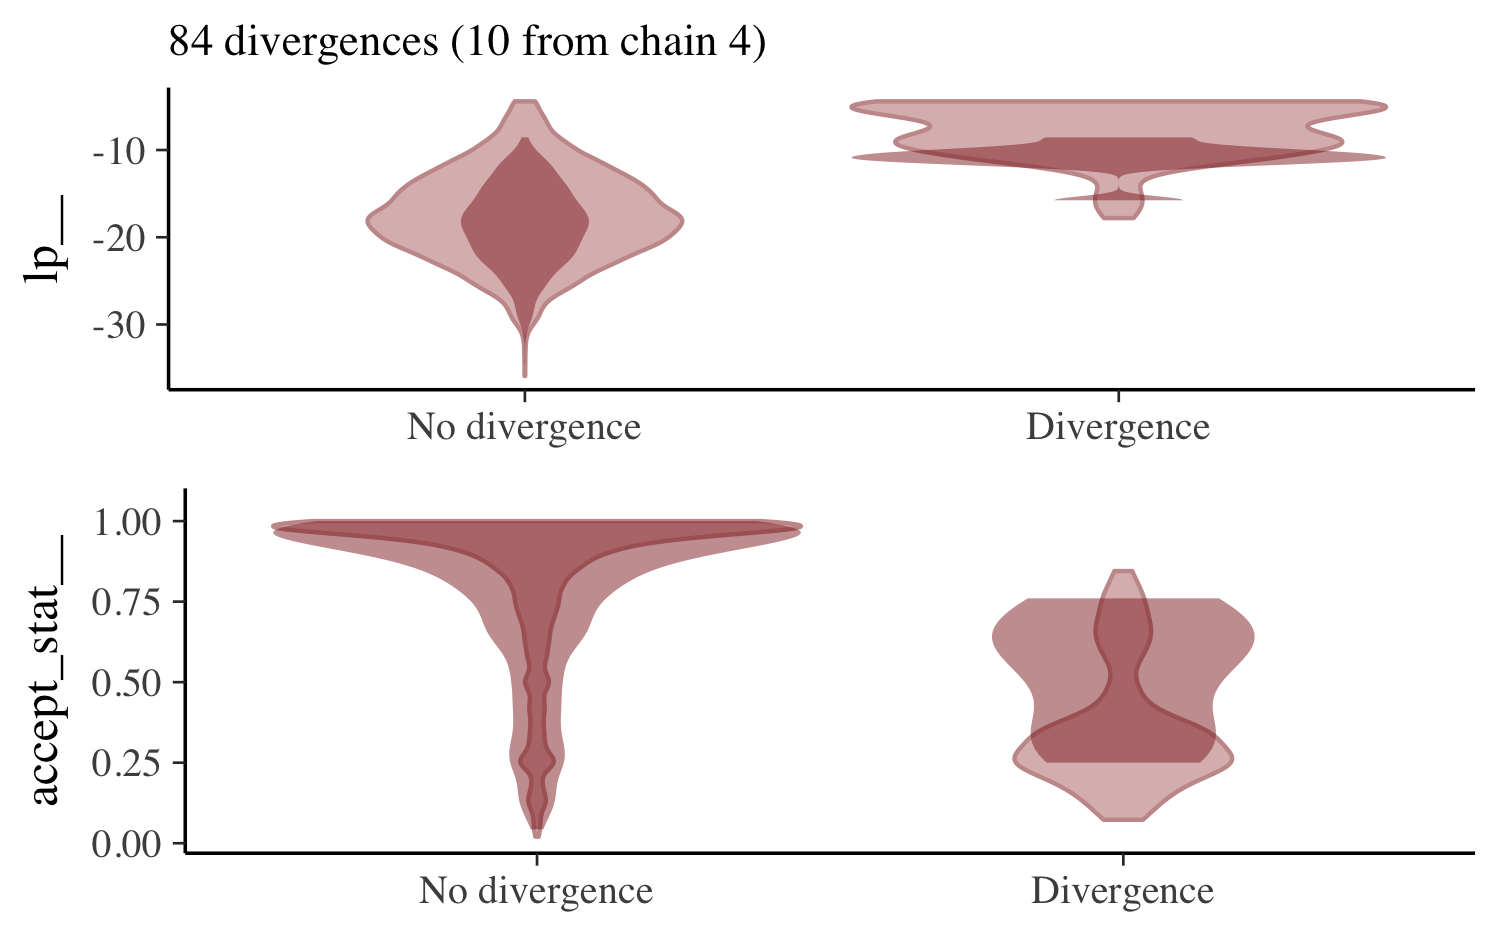 84 divergences (10 from chain 4)
lp__
-10
-20
-30
No divergence
Divergence
accept_stat__
1.00
0.75
0.50
0.25
0.00
No divergence
Divergence